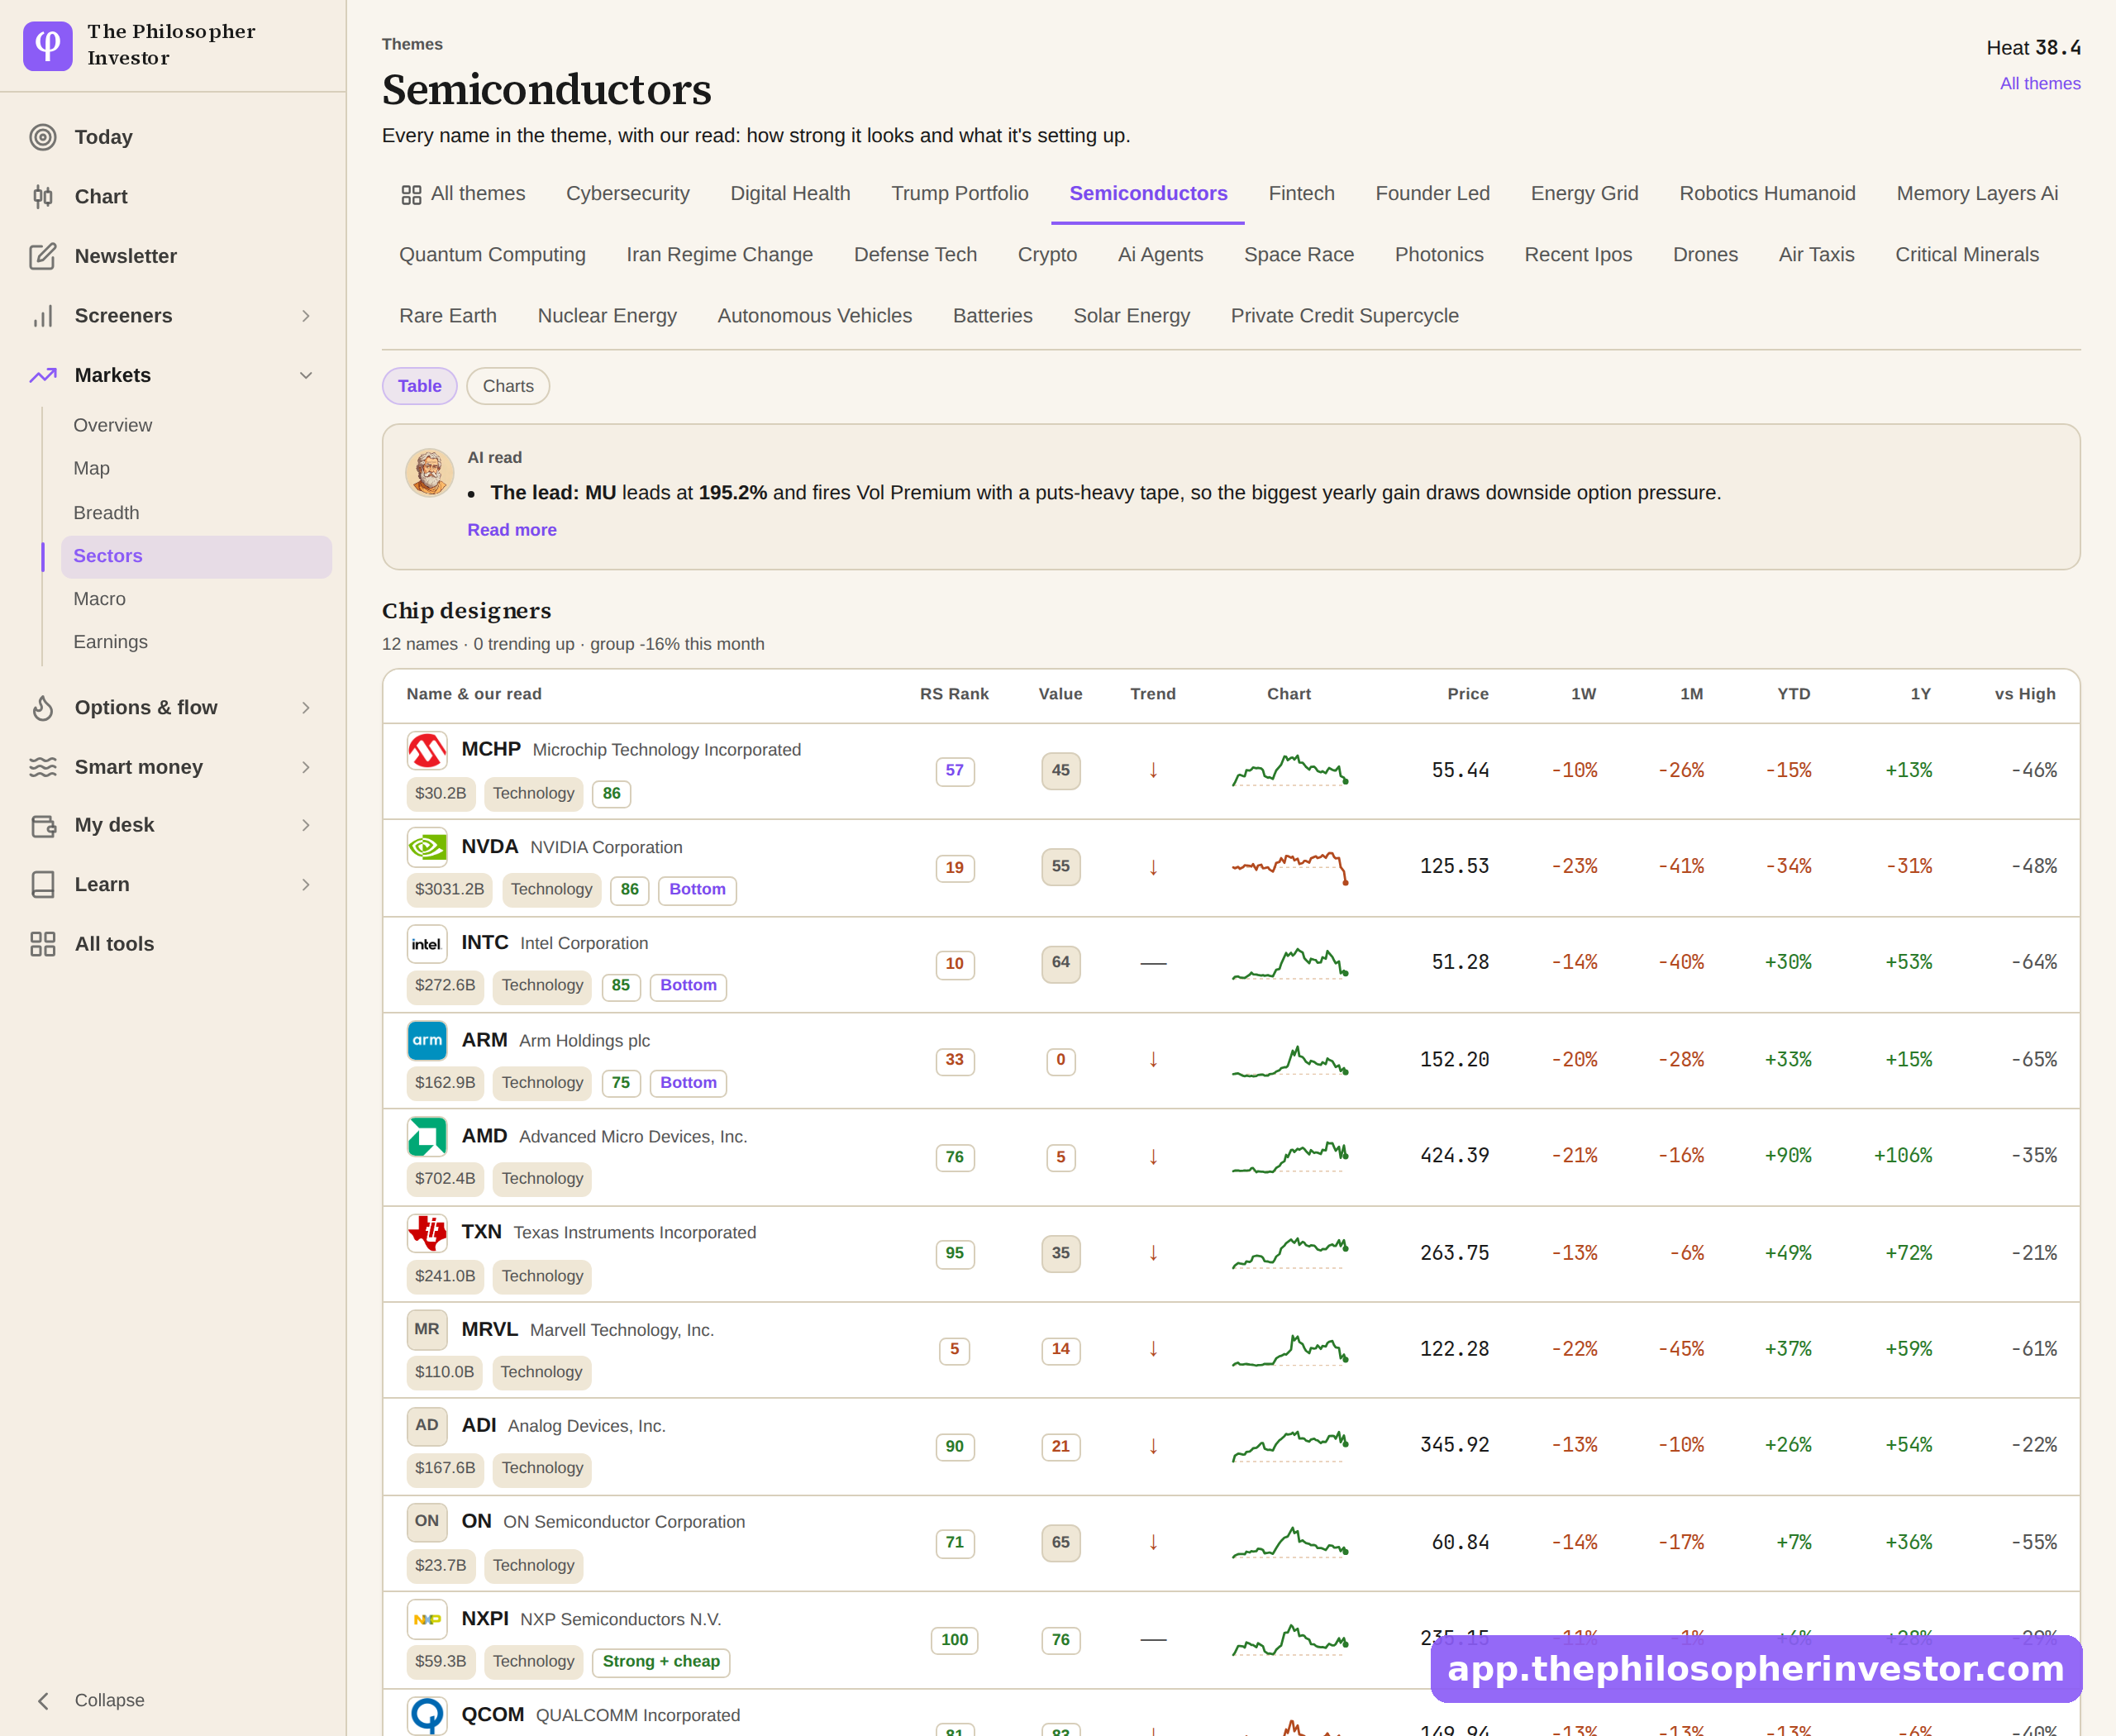 φ The Philosopher
Investor
Today
Chart
Newsletter
Screeners
Markets
Overview
Map
Breadth
Sectors
Macro
Earnings
Options & flow
Smart money
My desk
Learn
All tools
Collapse
Themes
Heat 38.4
Semiconductors
All themes
Every name in the theme, with our read: how strong it looks and what it's setting up.
All themes Cybersecurity Digital Health Trump Portfolio Semiconductors Fintech Founder Led Energy Grid Robotics Humanoid Memory Layers Ai
Quantum Computing Iran Regime Change Defense Tech Crypto Ai Agents Space Race Photonics Recent Ipos Drones Air Taxis Critical Minerals
Rare Earth Nuclear Energy Autonomous Vehicles Batteries Solar Energy Private Credit Supercycle
Table Charts
AI read
• The lead: MU leads at 195.2% and fires Vol Premium with a puts-heavy tape, so the biggest yearly gain draws downside option pressure.
Read more
Chip designers
12 names · 0 trending up · group -16% this month
Name & our read RS Rank Value Trend Chart Price 1W 1M YTD 1Y vs High
MCHP Microchip Technology Incorporated
57 45 ↓ 55.44 -10% -26% -15% +13% -46%
$30.2B Technology 86
NVDA NVIDIA Corporation
19 55 ↓ 125.53 -23% -41% -34% -31% -48%
$3031.2B Technology 86 Bottom
intel INTC Intel Corporation
10 64 — 51.28 -14% -40% +30% +53% -64%
$272.6B Technology 85 Bottom
arm ARM Arm Holdings plc
33 0 ↓ 152.20 -20% -28% +33% +15% -65%
$162.9B Technology 75 Bottom
AMD Advanced Micro Devices, Inc.
76 5 ↓ 424.39 -21% -16% +90% +106% -35%
$702.4B Technology
TXN Texas Instruments Incorporated
95 35 ↓ 263.75 -13% -6% +49% +72% -21%
$241.0B Technology
MR MRVL Marvell Technology, Inc.
5 14 ↓ 122.28 -22% -45% +37% +59% -61%
$110.0B Technology
AD ADI Analog Devices, Inc.
90 21 ↓ 345.92 -13% -10% +26% +54% -22%
$167.6B Technology
ON ON ON Semiconductor Corporation
71 65 ↓ 60.84 -14% -17% +7% +36% -55%
$23.7B Technology
NXP NXPI NXP Semiconductors N.V.
100 76 — 235.15 -11% -1% +6% +28% -29%
$59.3B Technology Strong + cheap
app.thephilosopherinvestor.com
QCOM QUALCOMM Incorporated
81 83 149.94 -13% -13% -13% -6% -40%